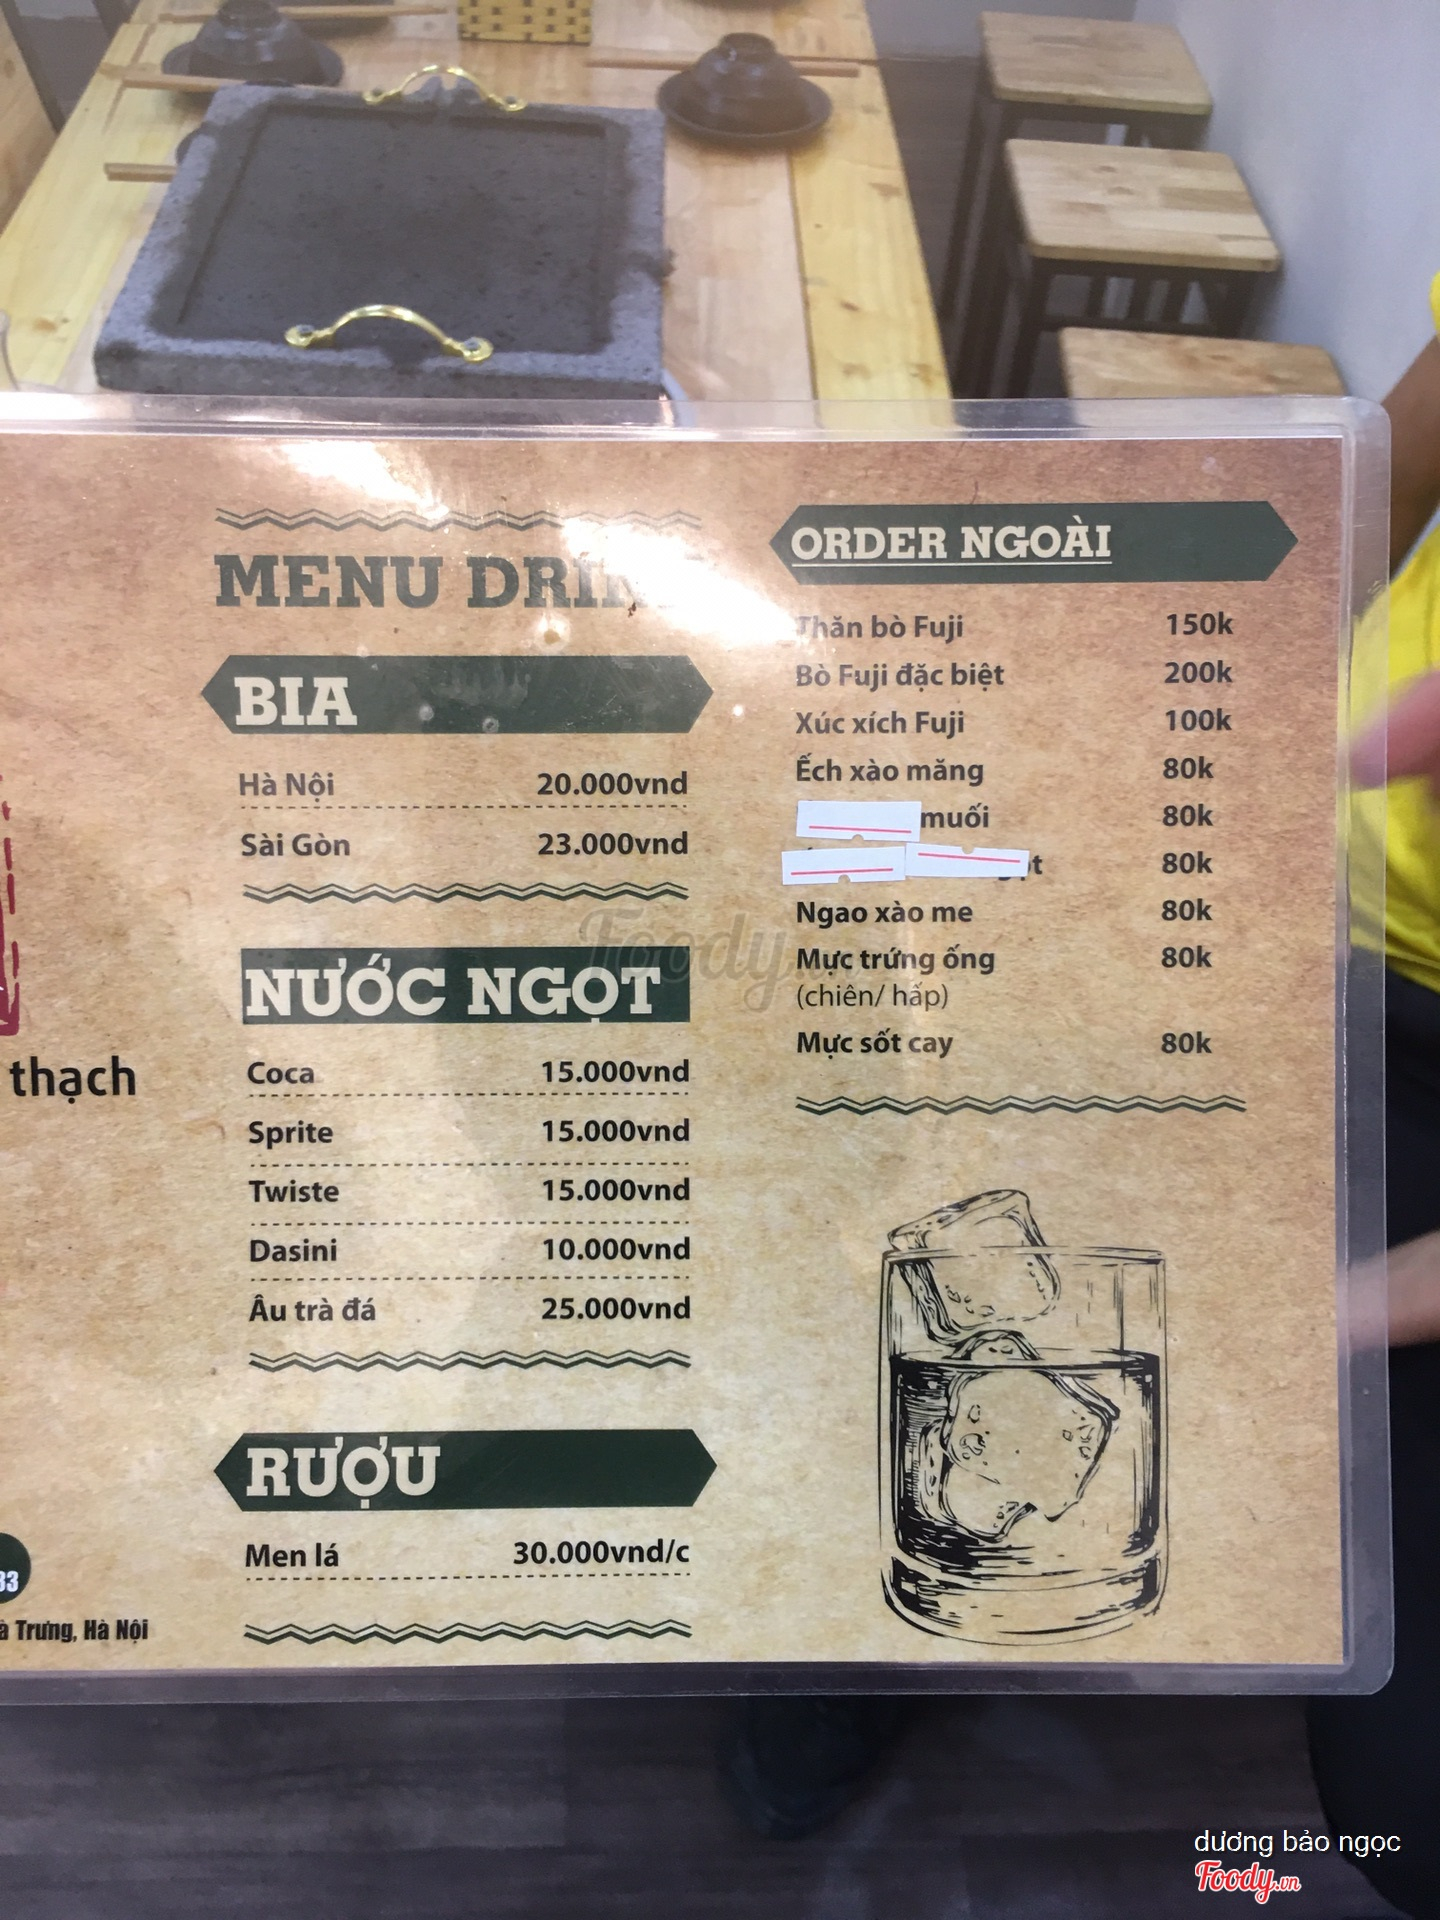 MENU DRINK
BIA
Hà Nội 20.000vnd
Sài Gòn 23.000vnd
NƯỚC NGỌT
Coca 15.000vnd
Sprite 15.000vnd
Twiste 15.000vnd
Dasini 10.000vnd
Âu trà đá 25.000vnd
RƯỢU
Men lá 30.000vnd/c
ORDER NGOÀI
Thăn bò Fuji 150k
Bò Fuji đặc biệt 200k
Xúc xích Fuji 100k
Ếch xào măng 80k
muối 80k
80k
Ngao xào me 80k
Mực trứng ống 80k
(chiên/ hấp)
Mực sốt cay 80k
thạch
33
Trưng, Hà Nội
Foody.vn
dương bảo ngọc
Foody.vn